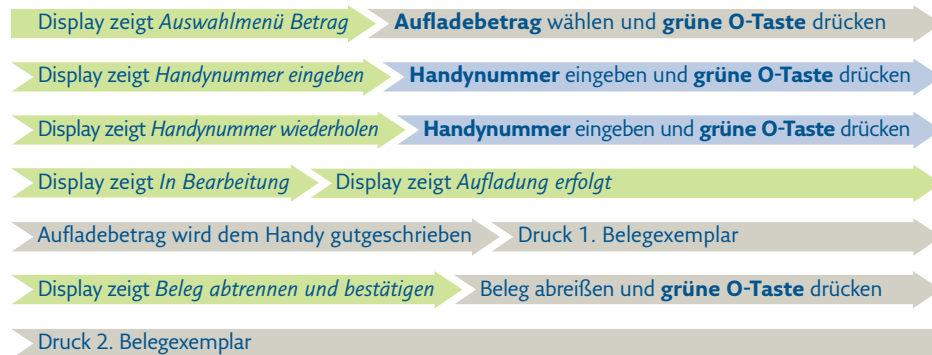 Display zeigt Auswahlmenü Betrag Aufladebetrag wählen und grüne O-Taste drücken
Display zeigt Handynummer eingeben Handynummer eingeben und grüne O-Taste drücken
Display zeigt Handynummer wiederholen Handynummer eingeben und grüne O-Taste drücken
Display zeigt In Bearbeitung Display zeigt Aufladung erfolgt
Aufladebetrag wird dem Handy gutgeschrieben Druck 1. Belegexemplar
Display zeigt Beleg abtrennen und bestätigen Beleg abreißen und grüne O-Taste drücken
Druck 2. Belegexemplar